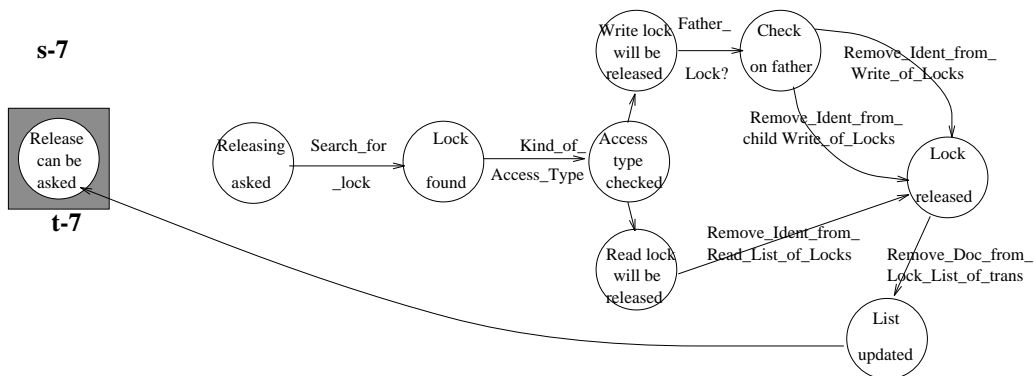 s-7
Release
can be
asked
t-7
Releasing
asked
Search_for
_lock
Lock
found
Kind_of_
Access_Type
Access
type
checked
Write lock
will be
released
Father_
Lock?
Check
on father
Remove_Ident_from_
Write_of_Locks
Remove_Ident_from_
child Write_of_Locks
Read lock
will be
released
Remove_Ident_from_
Read_List_of_Locks
Lock
released
Remove_Doc_from_
Lock_List_of_trans
List
updated